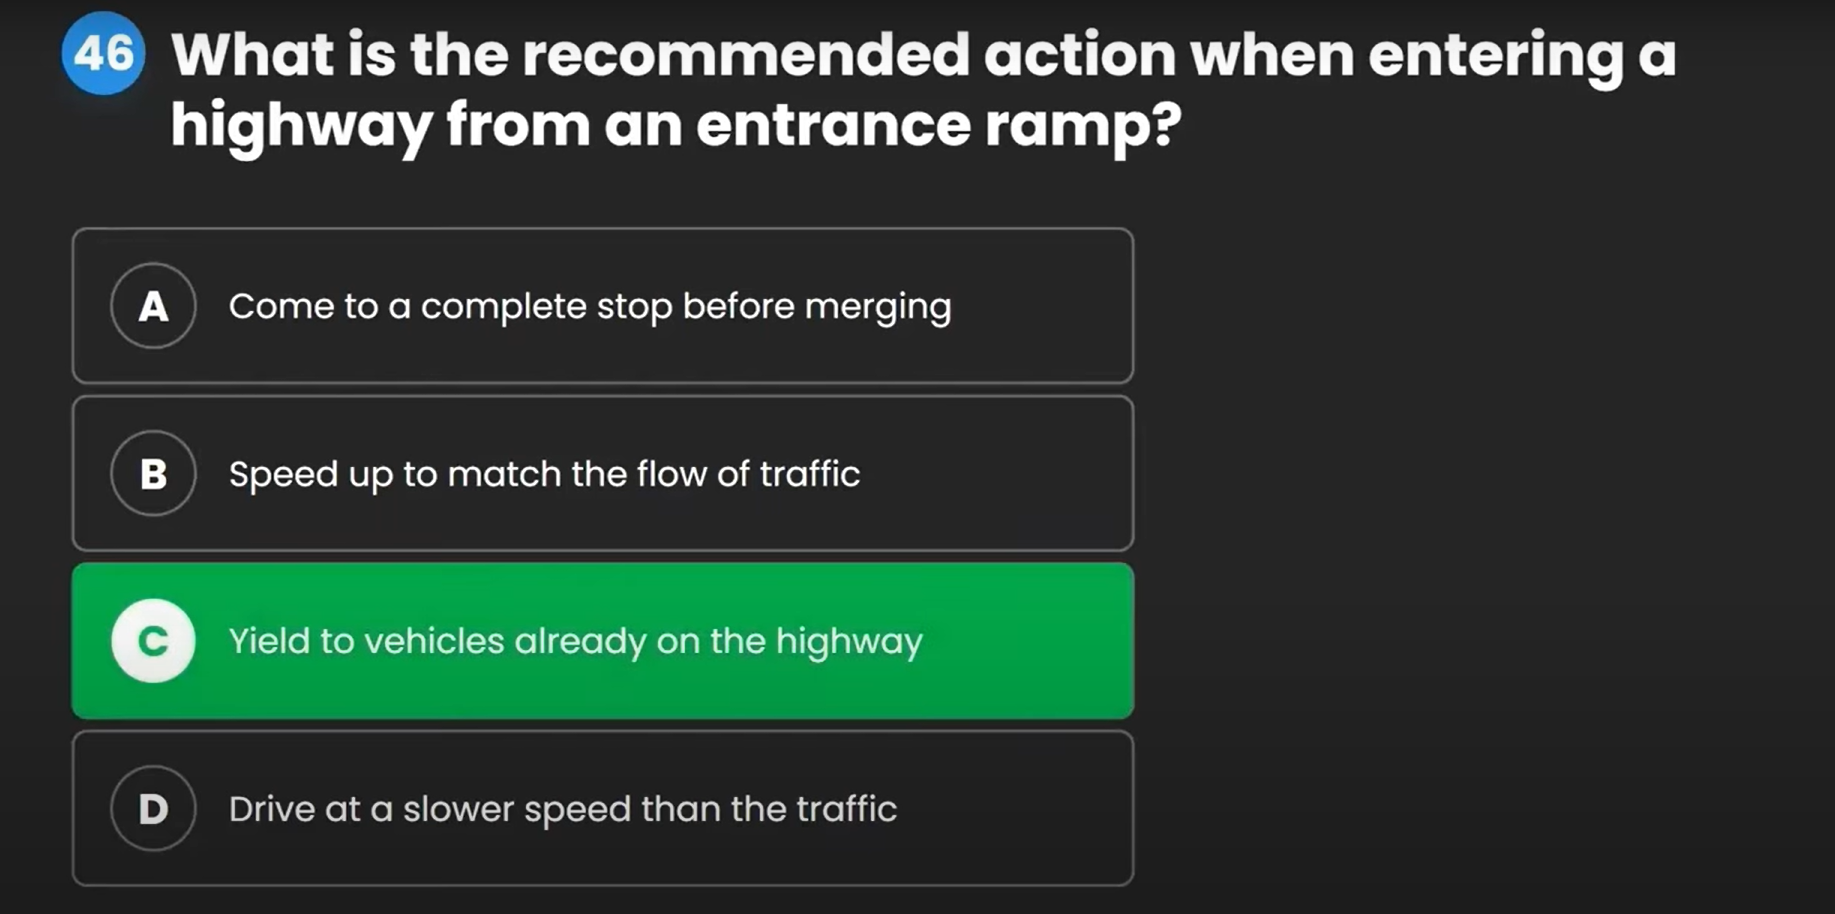 46 What is the recommended action when entering a
highway from an entrance ramp?
A Come to a complete stop before merging
B Speed up to match the flow of traffic
C Yield to vehicles already on the highway
D Drive at a slower speed than the traffic